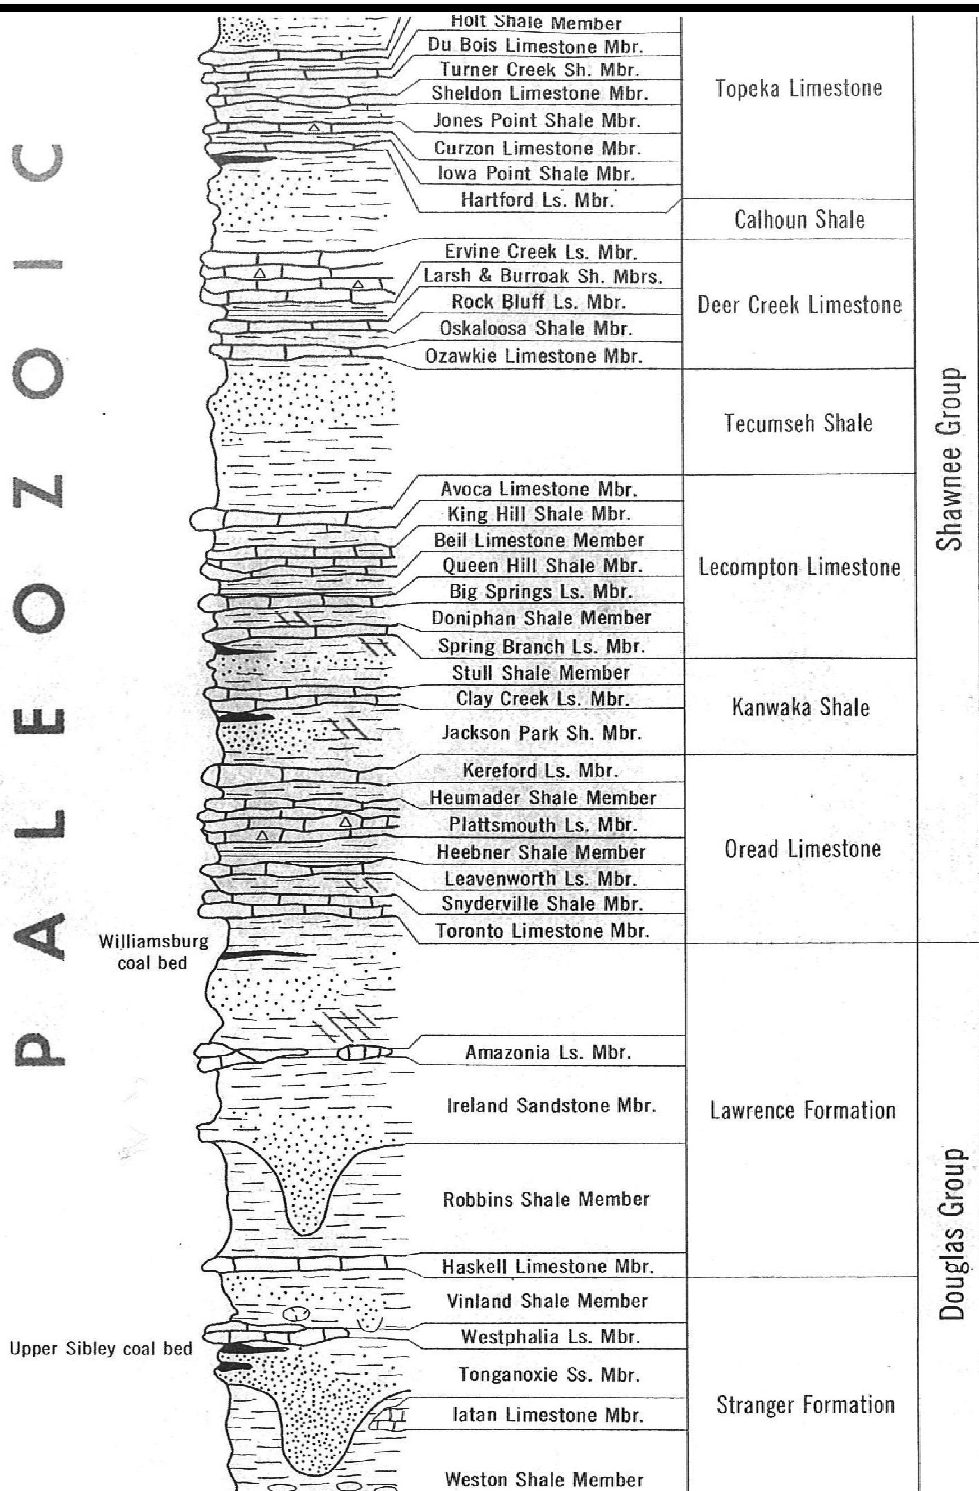 PALEOZOIC
Holt Shale Member
Du Bois Limestone Mbr.
Turner Creek Sh. Mbr.
Sheldon Limestone Mbr.
Jones Point Shale Mbr.
Curzon Limestone Mbr.
Iowa Point Shale Mbr.
Hartford Ls. Mbr.
Topeka Limestone
Calhoun Shale
Ervine Creek Ls. Mbr.
Larsh & Burroak Sh. Mbrs.
Rock Bluff Ls. Mbr.
Oskaloosa Shale Mbr.
Ozawkie Limestone Mbr.
Deer Creek Limestone
Tecumseh Shale
Avoca Limestone Mbr.
King Hill Shale Mbr.
Beil Limestone Member
Queen Hill Shale Mbr.
Big Springs Ls. Mbr.
Doniphan Shale Member
Spring Branch Ls. Mbr.
Lecompton Limestone
Stull Shale Member
Clay Creek Ls. Mbr.
Jackson Park Sh. Mbr.
Kanwaka Shale
Kereford Ls. Mbr.
Heumader Shale Member
Plattsmouth Ls. Mbr.
Heebner Shale Member
Leavenworth Ls. Mbr.
Snyderville Shale Mbr.
Toronto Limestone Mbr.
Oread Limestone
Shawnee Group
Williamsburg
coal bed
Amazonia Ls. Mbr.
Ireland Sandstone Mbr.
Robbins Shale Member
Haskell Limestone Mbr.
Lawrence Formation
Vinland Shale Member
Westphalia Ls. Mbr.
Upper Sibley coal bed
Tonganoxie Ss. Mbr.
Iatan Limestone Mbr.
Weston Shale Member
Stranger Formation
Douglas Group